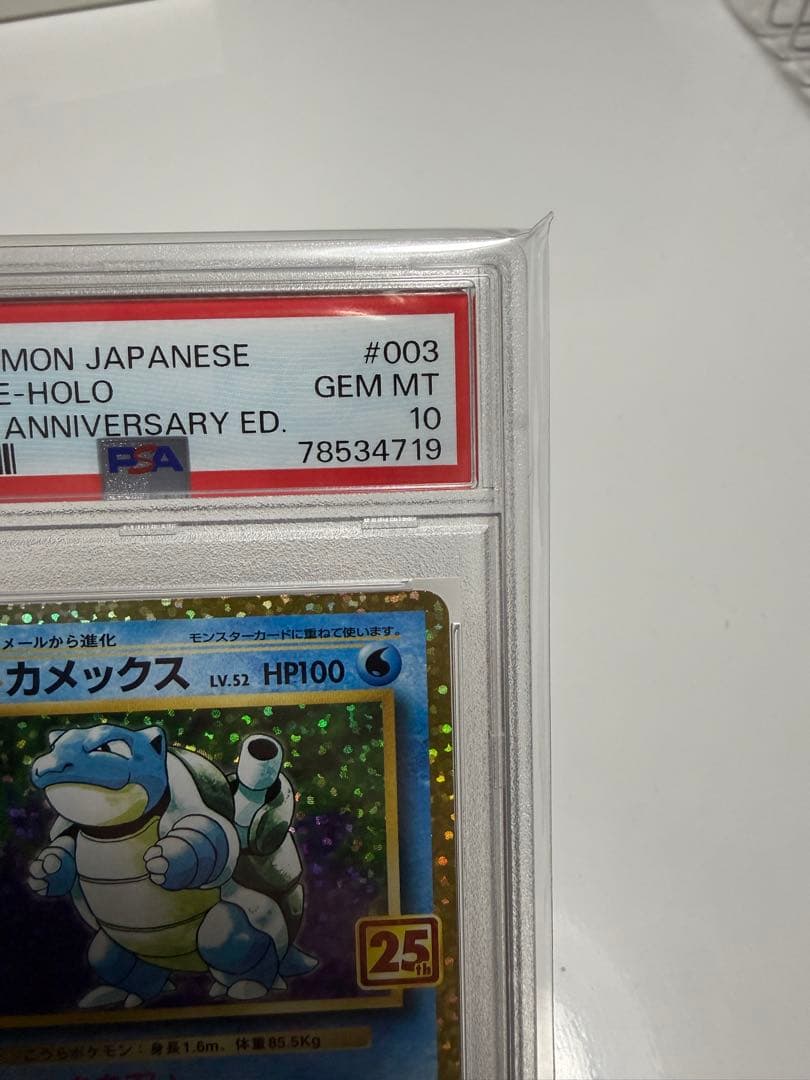 MON JAPANESE #003
E-HOLO GEM MT
ANNIVERSARY ED. 10
PSA 78534719
メールから進化 モンスターカードに重ねて使います。
カメックス LV.52 HP100
25th
こうらポケモン：身長1.6m、体重85.5Kg